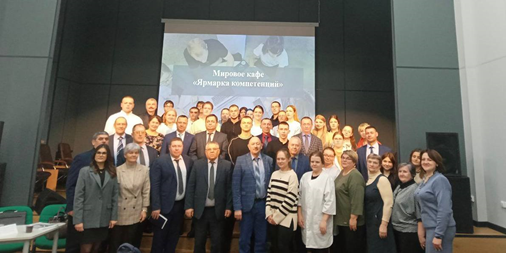 Мировое кафе
«Ярмарка компетенций»